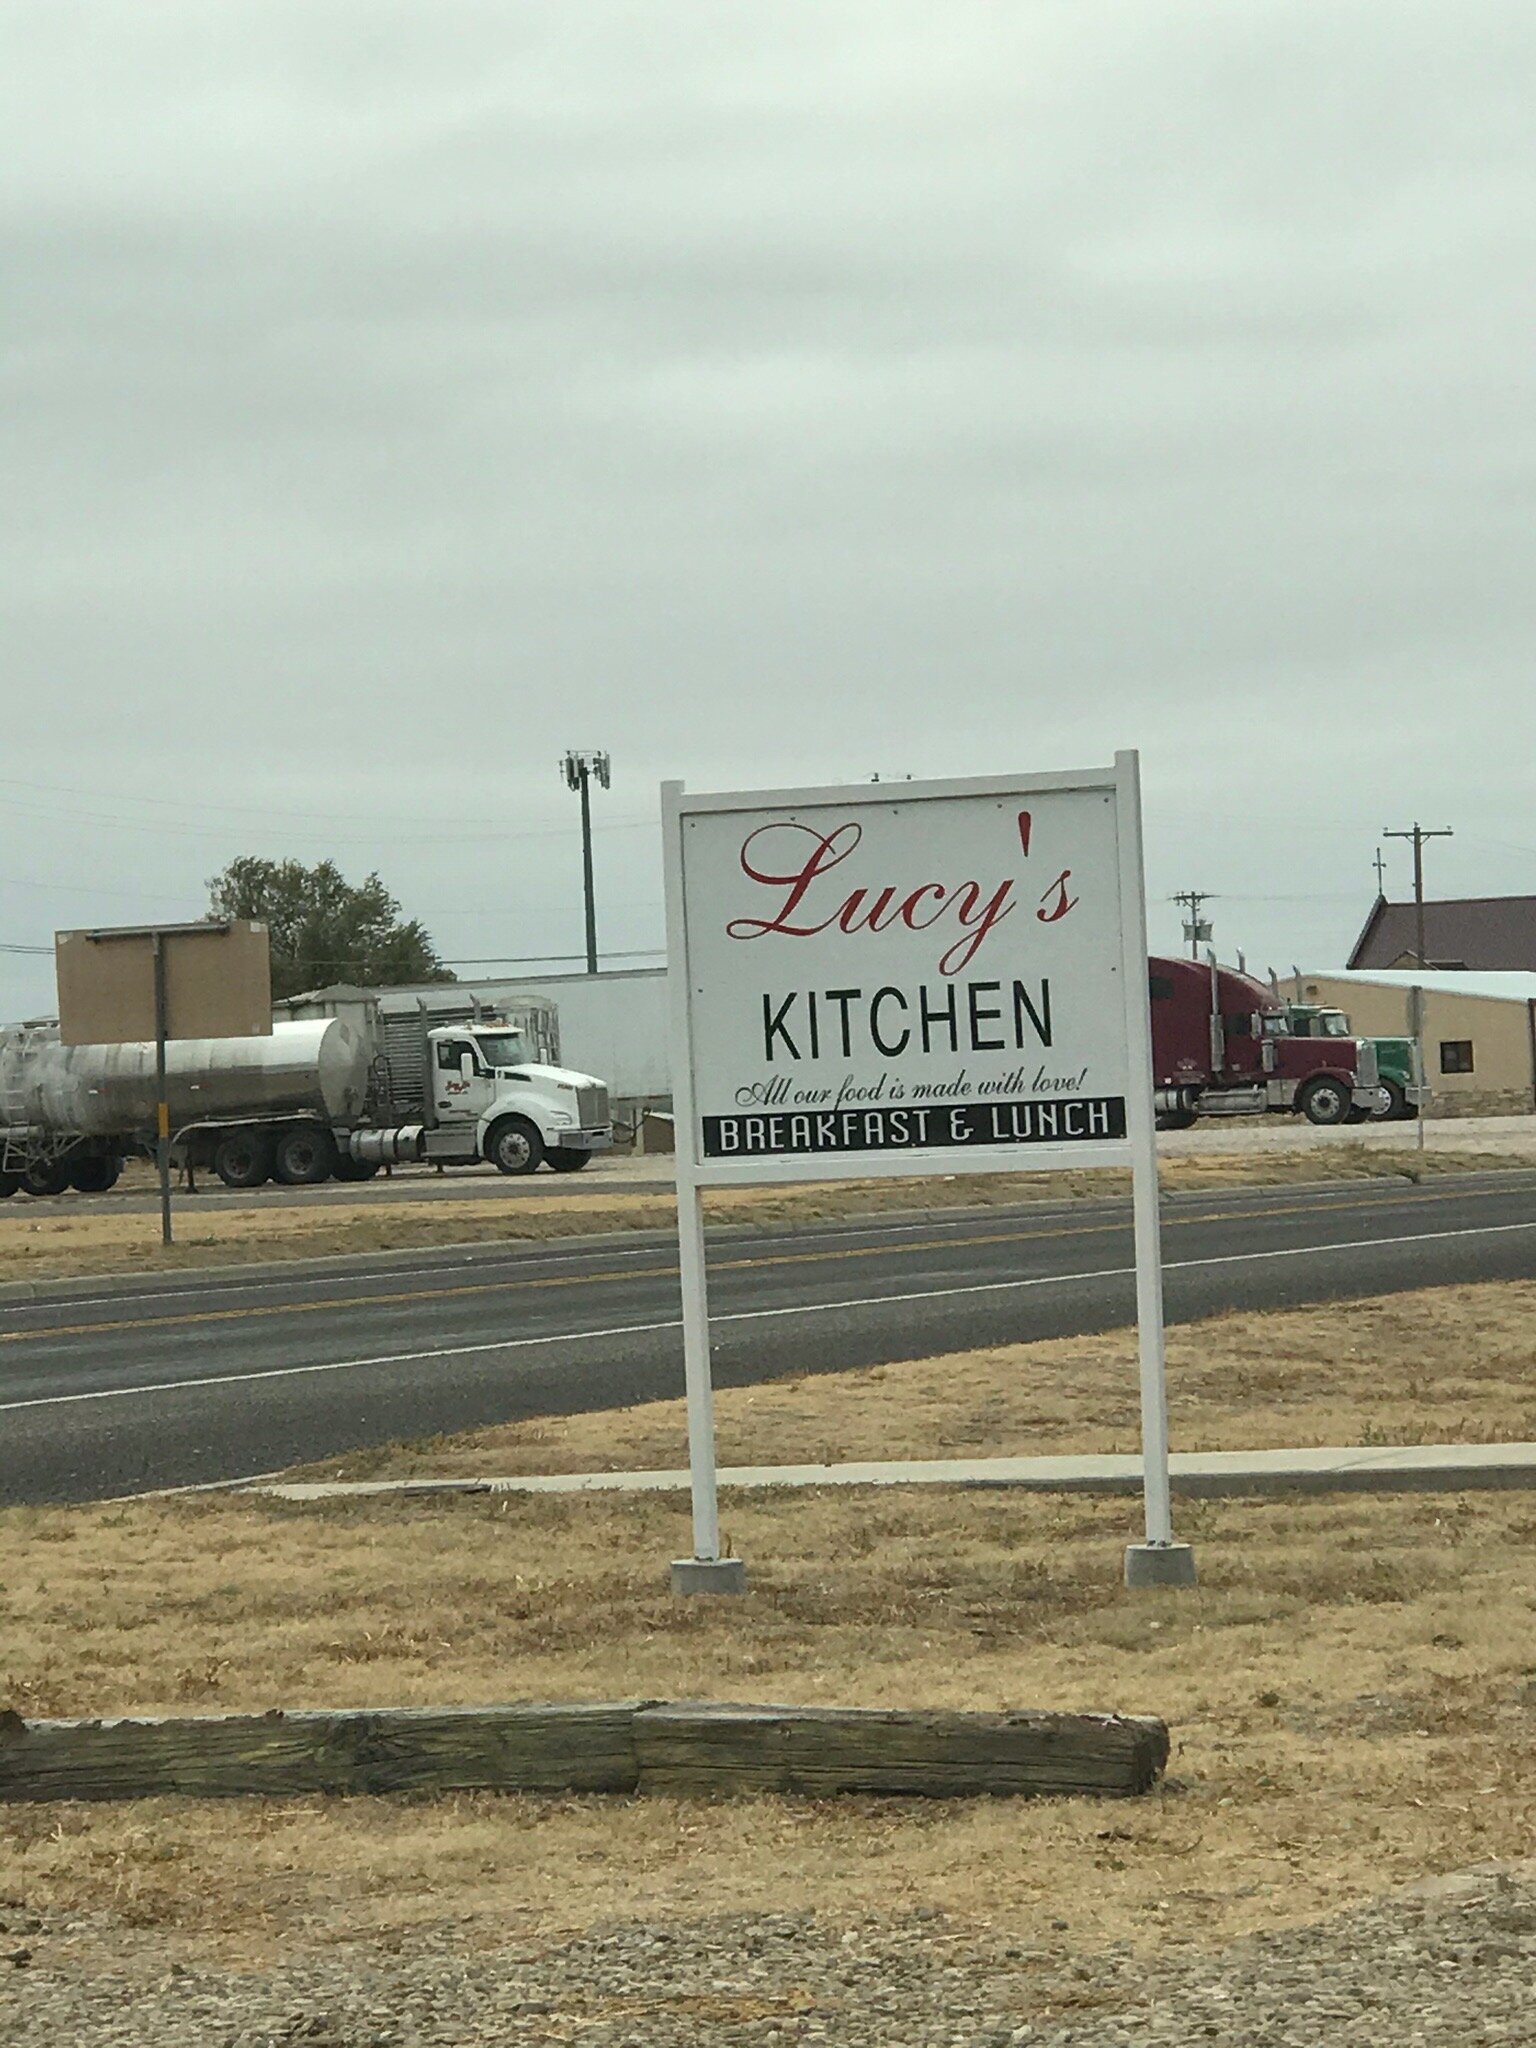 Lucy's
KITCHEN
All our food is made with love!
BREAKFAST & LUNCH